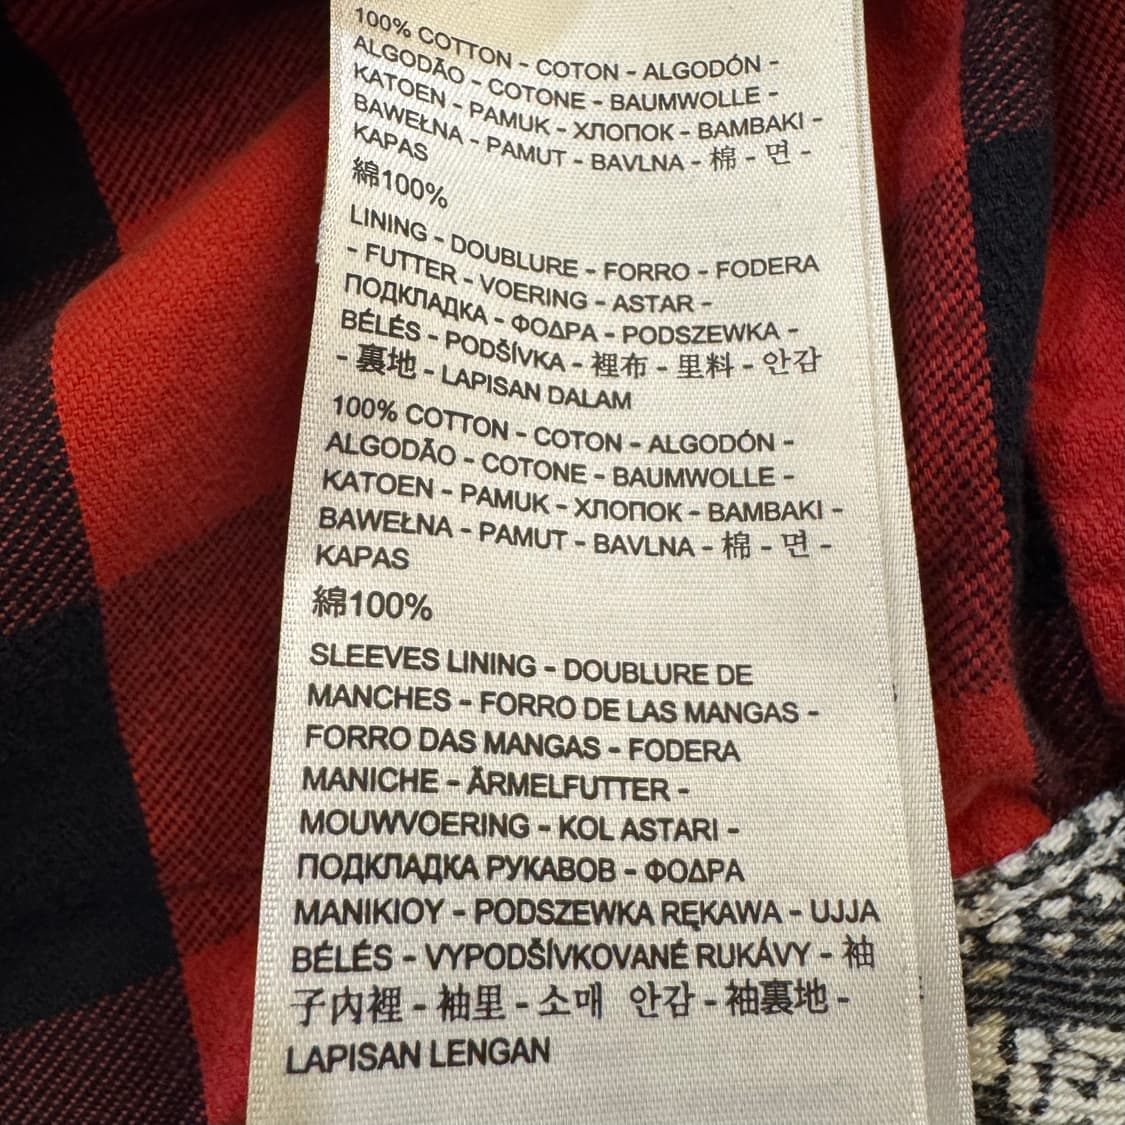 100% COTTON - COTON - ALGODÓN -
ALGODÃO - COTONE - BAUMWOLLE -
KATOEN - PAMUK - ХЛОПОК - BAMBAKI -
BAWEŁNA - PAMUT - BAVLNA - 棉 - 면 -
KAPAS
綿100%
LINING - DOUBLURE - FORRO - FODERA
- FUTTER - VOERING - ASTAR -
ПОДКЛАДКА - ΦΟΔΡΑ - PODSZEWKA -
BÉLÉS - PODŠÍVKA - 裡布 - 里料 - 안감
- 裏地 - LAPISAN DALAM
100% COTTON - COTON - ALGODÓN -
ALGODÃO - COTONE - BAUMWOLLE -
KATOEN - PAMUK - ХЛОПОК - BAMBAKI -
BAWEŁNA - PAMUT - BAVLNA - 棉 - 면 -
KAPAS
綿100%
SLEEVES LINING - DOUBLURE DE
MANCHES - FORRO DE LAS MANGAS -
FORRO DAS MANGAS - FODERA
MANICHE - ÄRMELFUTTER -
MOUWVOERING - KOL ASTARI -
ПОДКЛАДКА РУКАВОВ - ΦΟΔΡΑ
ΜΑΝΙΚΙΟΥ - PODSZEWKA RĘKAWA - UJJA
BÉLÉS - VYPODŠÍVKOVANÉ RUKÁVY - 袖
子內裡 - 袖里 - 소매 안감 - 袖裏地 -
LAPISAN LENGAN